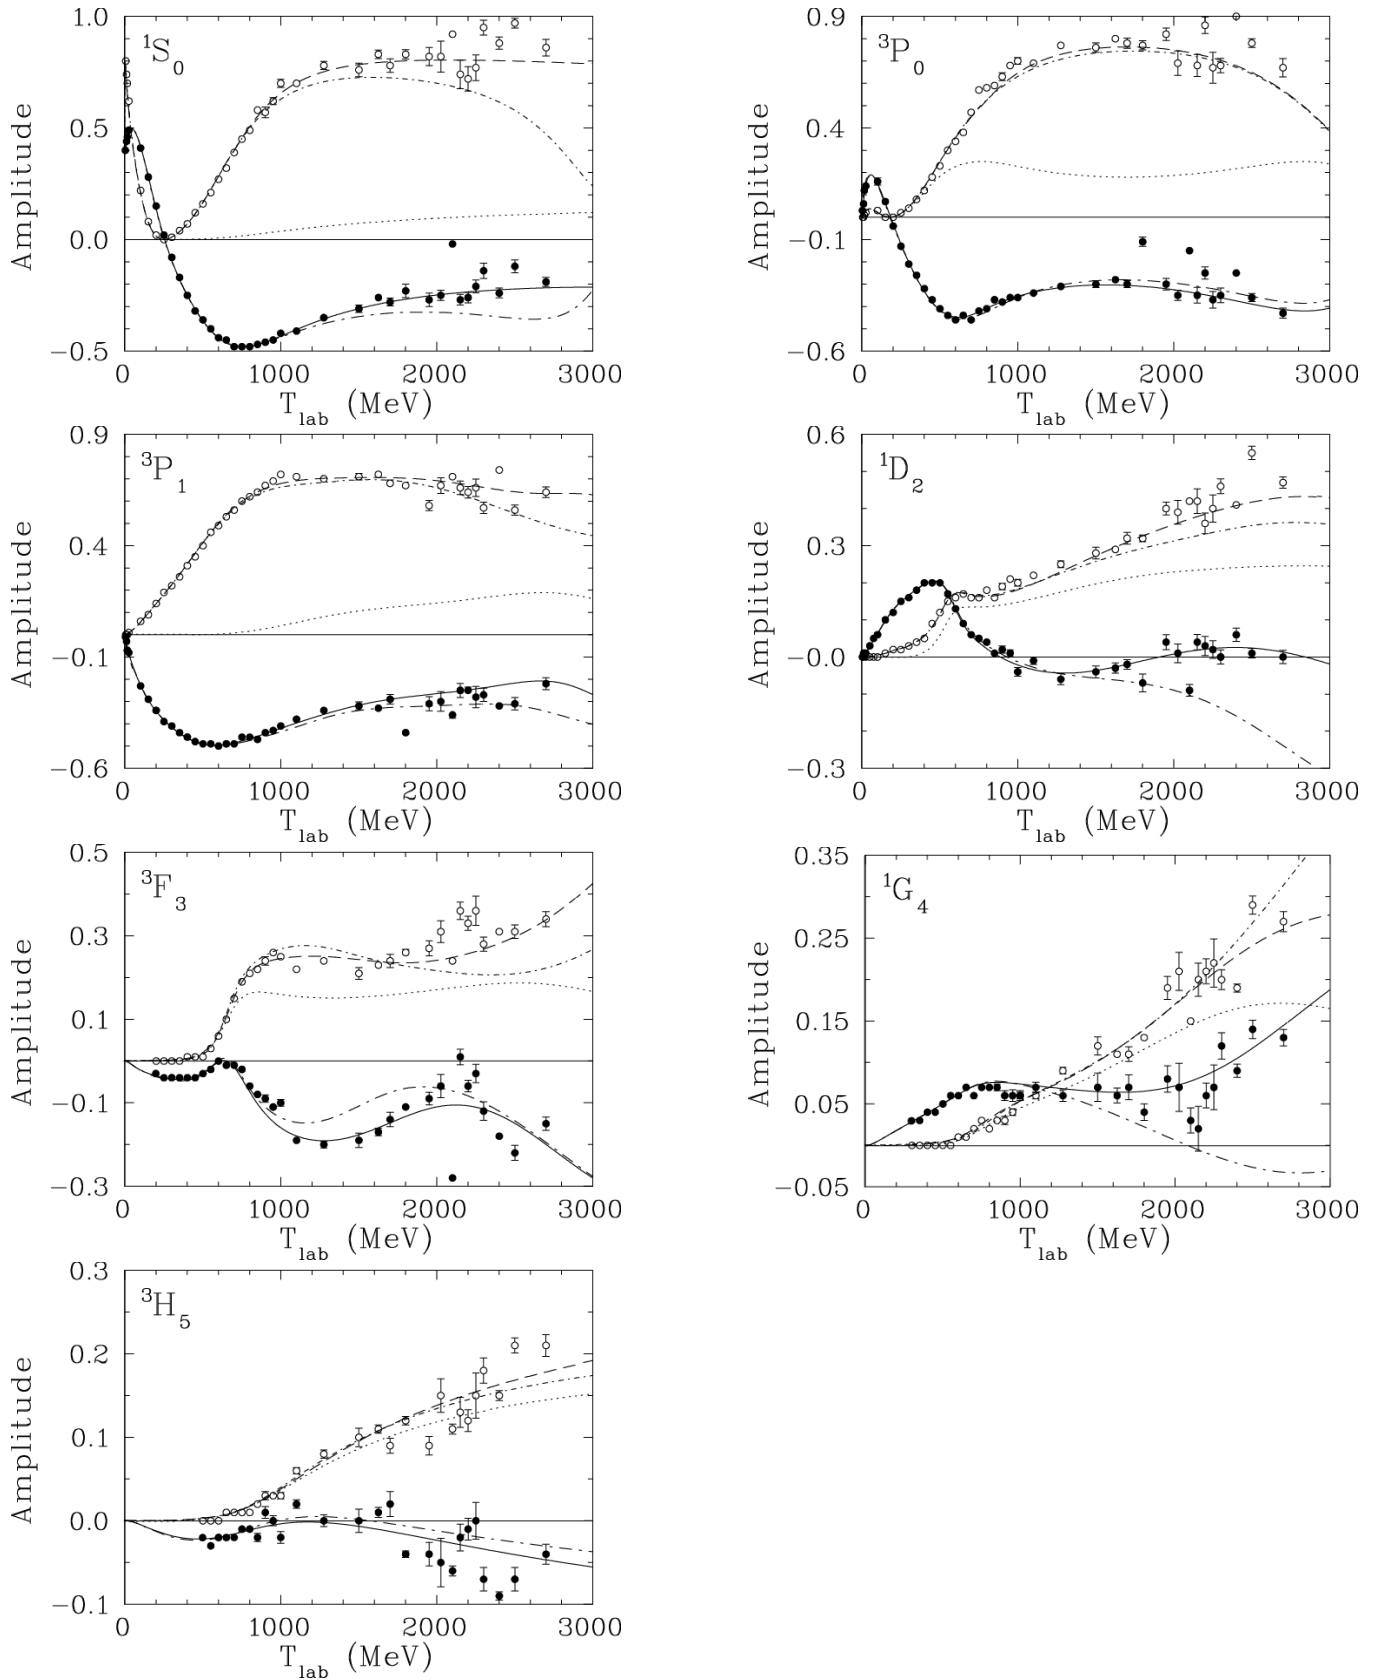 1.0
0.5
0.0
−0.5
Amplitude
¹S₀
0 1000 2000 3000
T_lab (MeV)
0.9
0.4
−0.1
−0.6
Amplitude
³P₀
0 1000 2000 3000
T_lab (MeV)
0.9
0.4
−0.1
−0.6
Amplitude
³P₁
0 1000 2000 3000
T_lab (MeV)
0.6
0.3
−0.0
−0.3
Amplitude
¹D₂
0 1000 2000 3000
T_lab (MeV)
0.5
0.3
0.1
−0.1
−0.3
Amplitude
³F₃
0 1000 2000 3000
T_lab (MeV)
0.35
0.25
0.15
0.05
−0.05
Amplitude
¹G₄
0 1000 2000 3000
T_lab (MeV)
0.3
0.2
0.1
0.0
−0.1
Amplitude
³H₅
0 1000 2000 3000
T_lab (MeV)